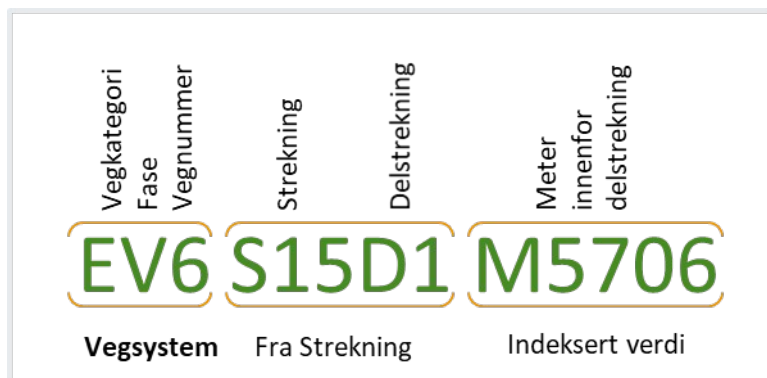 Vegkategori
Fase
Vegnummer
Strekning
Delstrekning
Meter
innenfor
delstrekning
EV6 S15D1 M5706
Vegsystem Fra Strekning Indeksert verdi